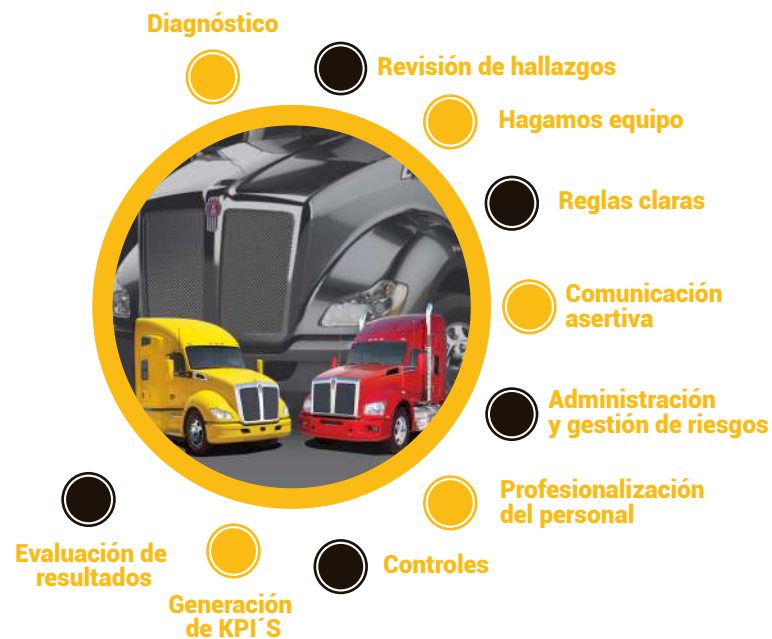 Diagnóstico
Revisión de hallazgos
Hagamos equipo
Reglas claras
Comunicación
asertiva
Administración
y gestión de riesgos
Profesionalización
del personal
Controles
Generación
de KPI´S
Evaluación de
resultados